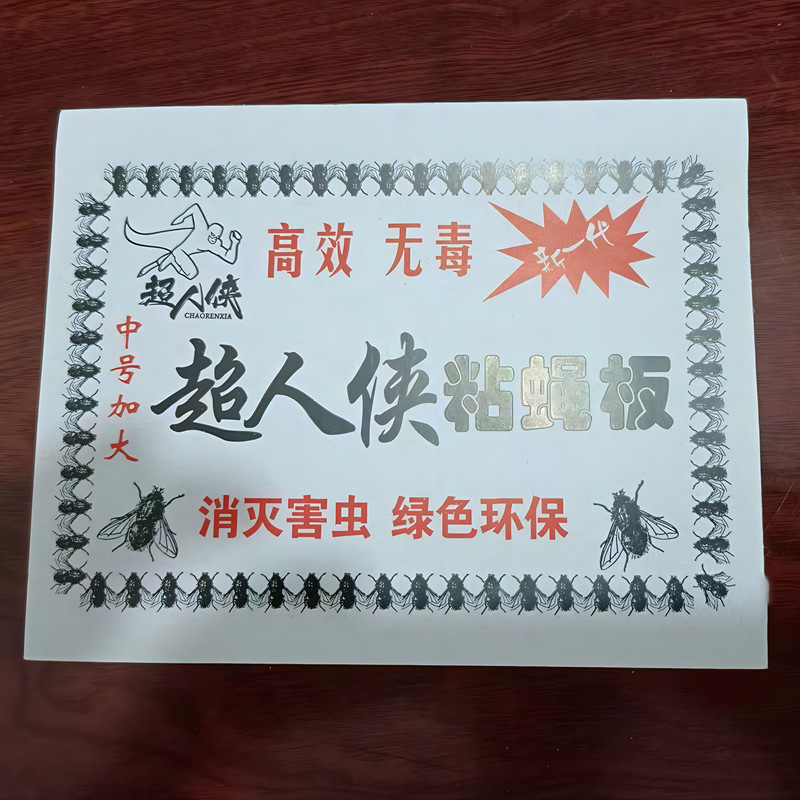 高效 无毒
新一代
超人侠
CHAORENXIA
中号加大
超人侠粘蝇板
消灭害虫 绿色环保